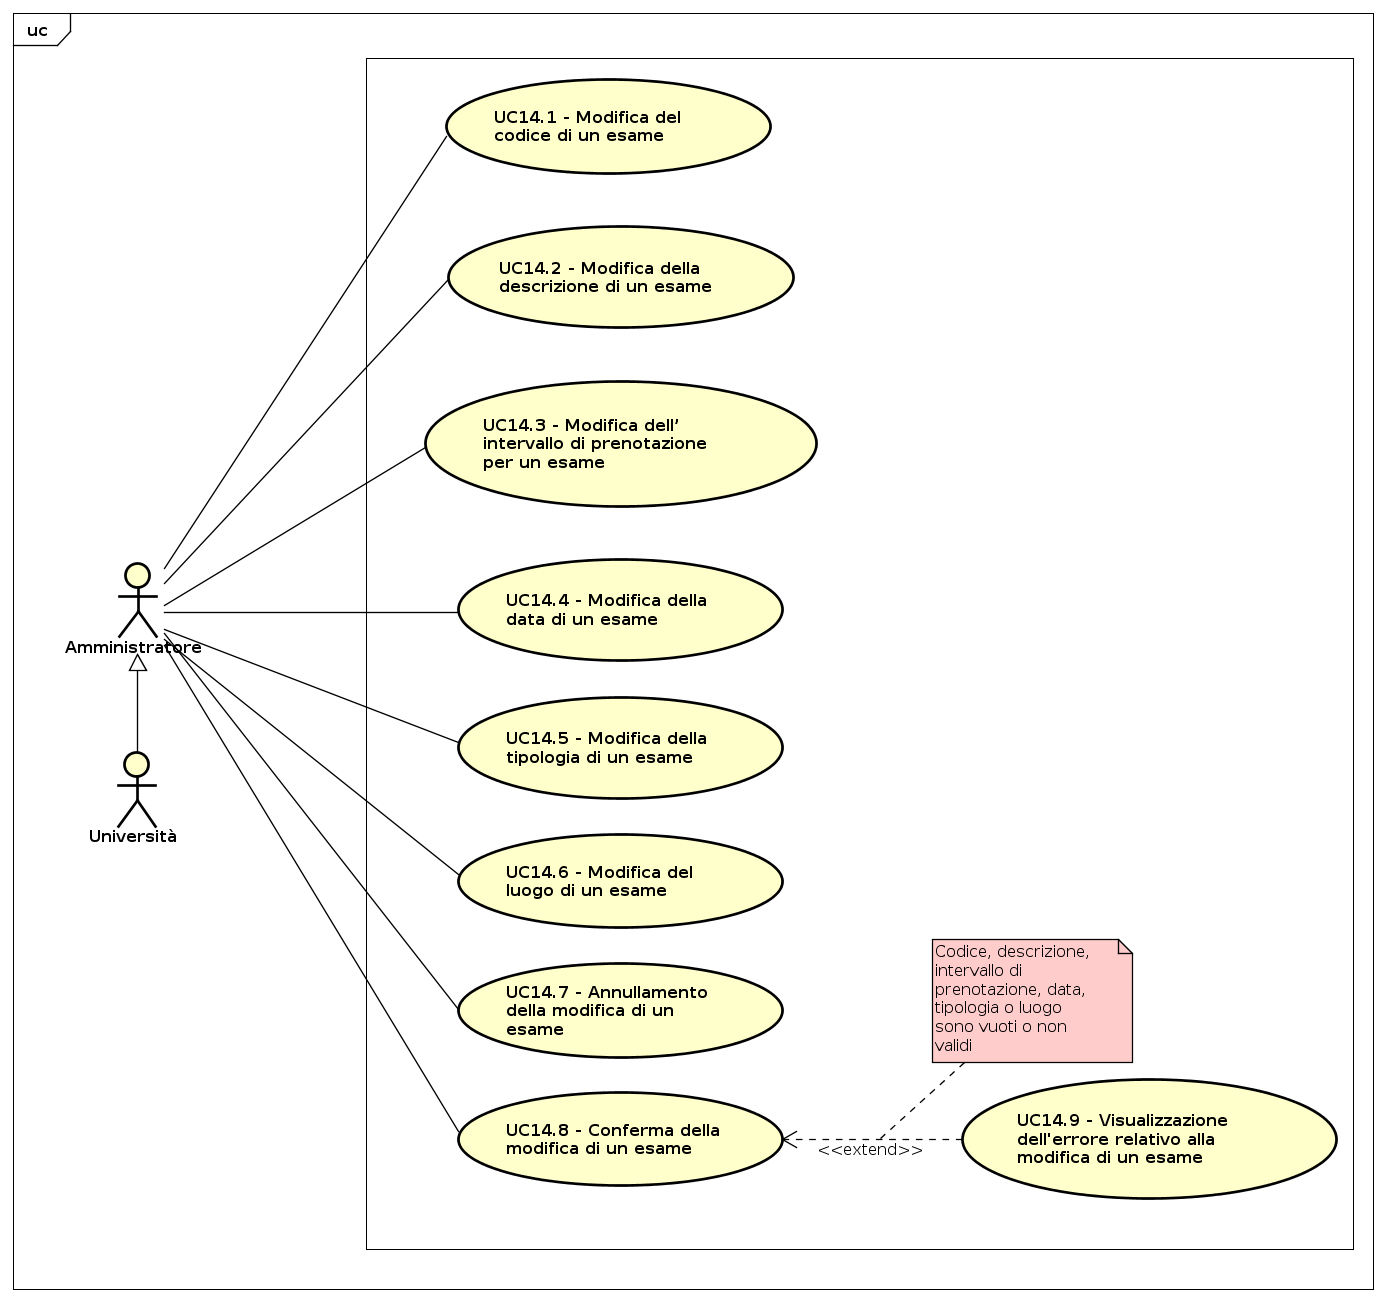 uc
UC14.1 - Modifica del
codice di un esame
UC14.2 - Modifica della
descrizione di un esame
UC14.3 - Modifica dell'
intervallo di prenotazione
per un esame
UC14.4 - Modifica della
data di un esame
Amministratore
UC14.5 - Modifica della
tipologia di un esame
Università
UC14.6 - Modifica del
luogo di un esame
UC14.7 - Annullamento
della modifica di un
esame
Codice, descrizione,
intervallo di
prenotazione, data,
tipologia o luogo
sono vuoti o non
validi
UC14.8 - Conferma della
modifica di un esame
<<extend>>
UC14.9 - Visualizzazione
dell'errore relativo alla
modifica di un esame